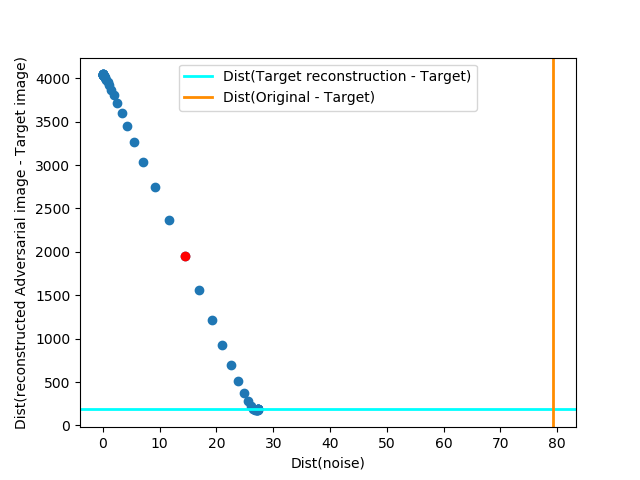 Dist(Target reconstruction - Target)
Dist(Original - Target)
Dist(reconstructed Adversarial image - Target image)
4000
3500
3000
2500
2000
1500
1000
500
0
0 10 20 30 40 50 60 70 80
Dist(noise)